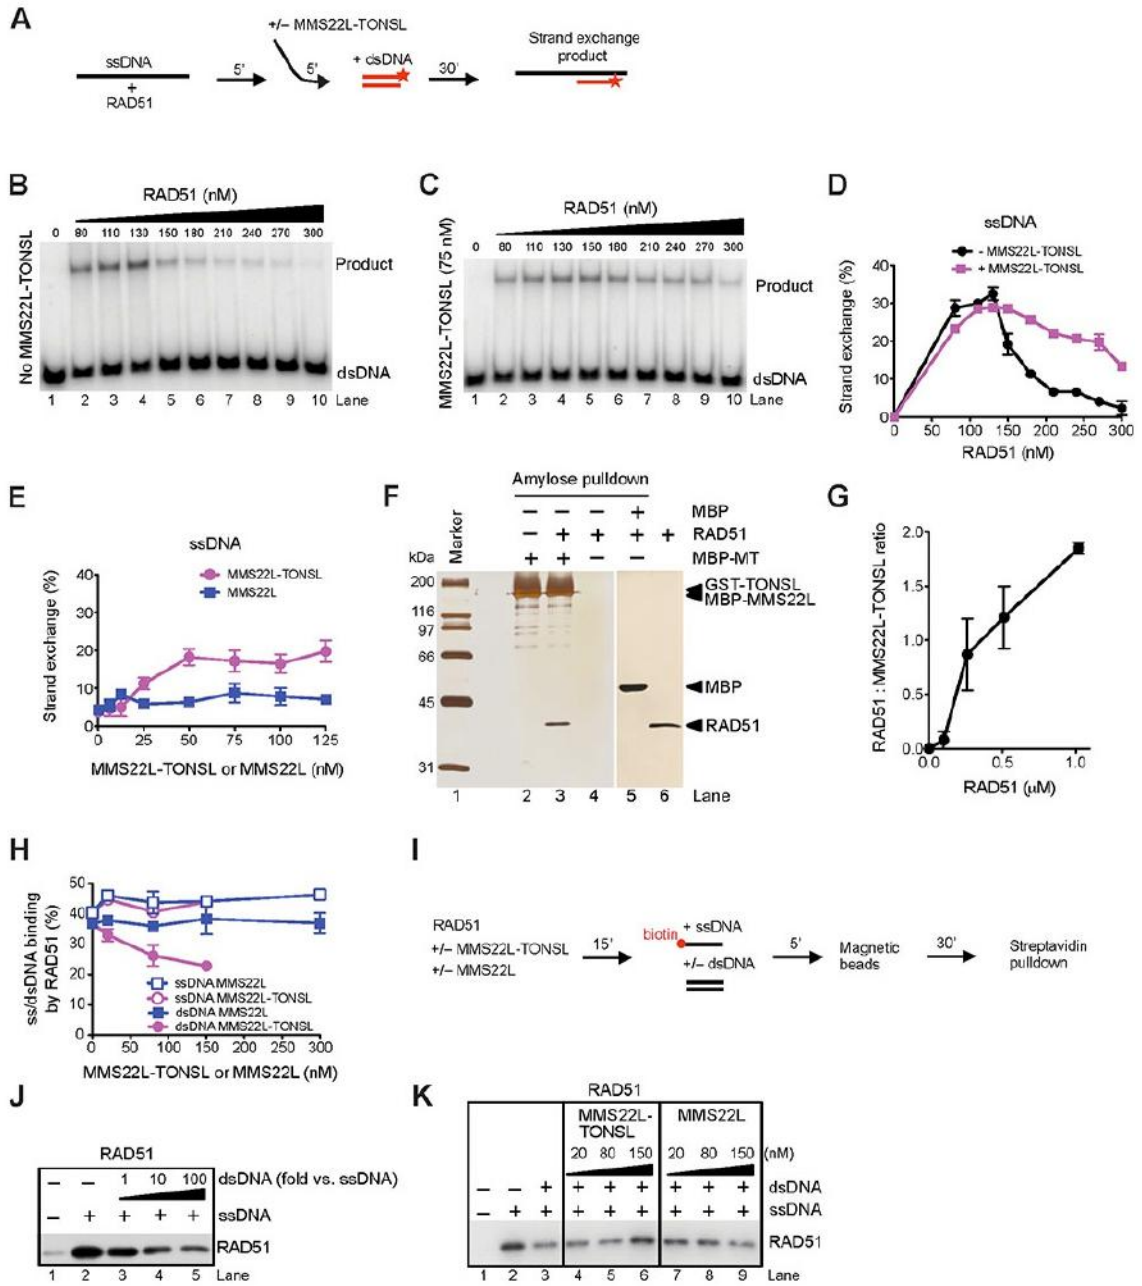 A
+/– MMS22L-TONSL
ssDNA
+
RAD51
5'
5'
+ dsDNA
30'
Strand exchange
product
B
RAD51 (nM)
0 80 110 130 150 180 210 240 270 300
No MMS22L-TONSL
Product
dsDNA
1 2 3 4 5 6 7 8 9 10 Lane
C
RAD51 (nM)
0 80 110 130 150 180 210 240 270 300
MMS22L-TONSL (75 nM)
Product
dsDNA
1 2 3 4 5 6 7 8 9 10 Lane
D
ssDNA
- MMS22L-TONSL
+ MMS22L-TONSL
Strand exchange (%)
40
30
20
10
0
0 50 100 150 200 250 300
RAD51 (nM)
E
ssDNA
MMS22L-TONSL
MMS22L
Strand exchange (%)
40
30
20
10
0
0 25 50 75 100 125
MMS22L-TONSL or MMS22L (nM)
F
Amylose pulldown
– – – + MBP
– + + + + RAD51
+ + – – MBP-MT
kDa
Marker
200
116
97
66
45
31
GST-TONSL
MBP-MMS22L
MBP
RAD51
1 2 3 4 5 6 Lane
G
RAD51 : MMS22L-TONSL ratio
2.0
1.5
1.0
0.5
0.0
0.0 0.5 1.0
RAD51 (µM)
H
ss/dsDNA binding
by RAD51 (%)
50
40
30
20
10
0
ssDNA MMS22L
ssDNA MMS22L-TONSL
dsDNA MMS22L
dsDNA MMS22L-TONSL
0 50 100 150 200 250 300
MMS22L-TONSL or MMS22L (nM)
I
RAD51
+/– MMS22L-TONSL
+/– MMS22L
15'
biotin
+ ssDNA
+/– dsDNA
5'
Magnetic
beads
30'
Streptavidin
pulldown
J
RAD51
– – 1 10 100 dsDNA (fold vs. ssDNA)
– + + + + ssDNA
RAD51
1 2 3 4 5 Lane
K
RAD51
MMS22L-
TONSL
MMS22L
20 80 150 20 80 150 (nM)
– – + + + + + + + dsDNA
– + + + + + + + + ssDNA
RAD51
1 2 3 4 5 6 7 8 9 Lane